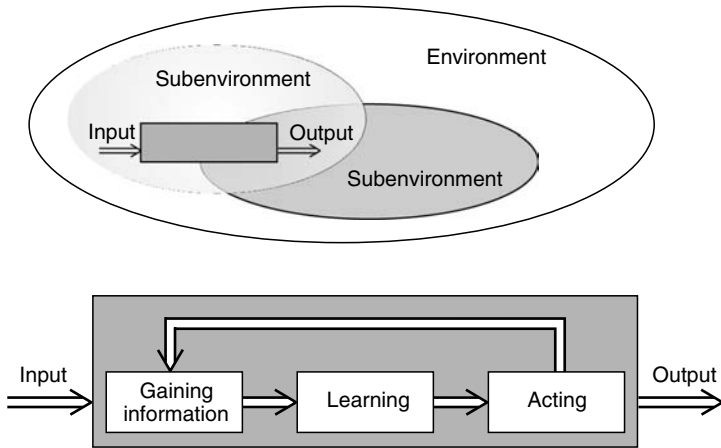 Environment
Subenvironment
Input
Output
Subenvironment
Input
Gaining
information
Learning
Acting
Output